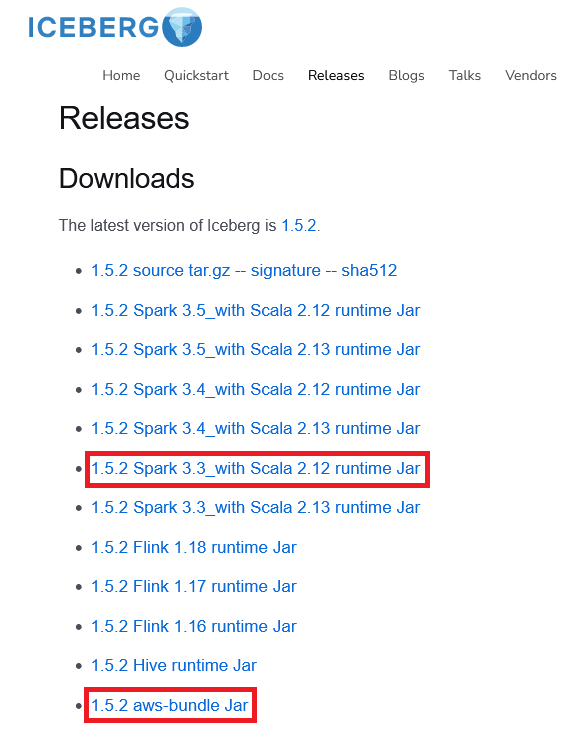 ICEBERG
Home Quickstart Docs Releases Blogs Talks Vendors
Releases
Downloads
The latest version of Iceberg is 1.5.2.
1.5.2 source tar.gz -- signature -- sha512
1.5.2 Spark 3.5_with Scala 2.12 runtime Jar
1.5.2 Spark 3.5_with Scala 2.13 runtime Jar
1.5.2 Spark 3.4_with Scala 2.12 runtime Jar
1.5.2 Spark 3.4_with Scala 2.13 runtime Jar
1.5.2 Spark 3.3_with Scala 2.12 runtime Jar
1.5.2 Spark 3.3_with Scala 2.13 runtime Jar
1.5.2 Flink 1.18 runtime Jar
1.5.2 Flink 1.17 runtime Jar
1.5.2 Flink 1.16 runtime Jar
1.5.2 Hive runtime Jar
1.5.2 aws-bundle Jar